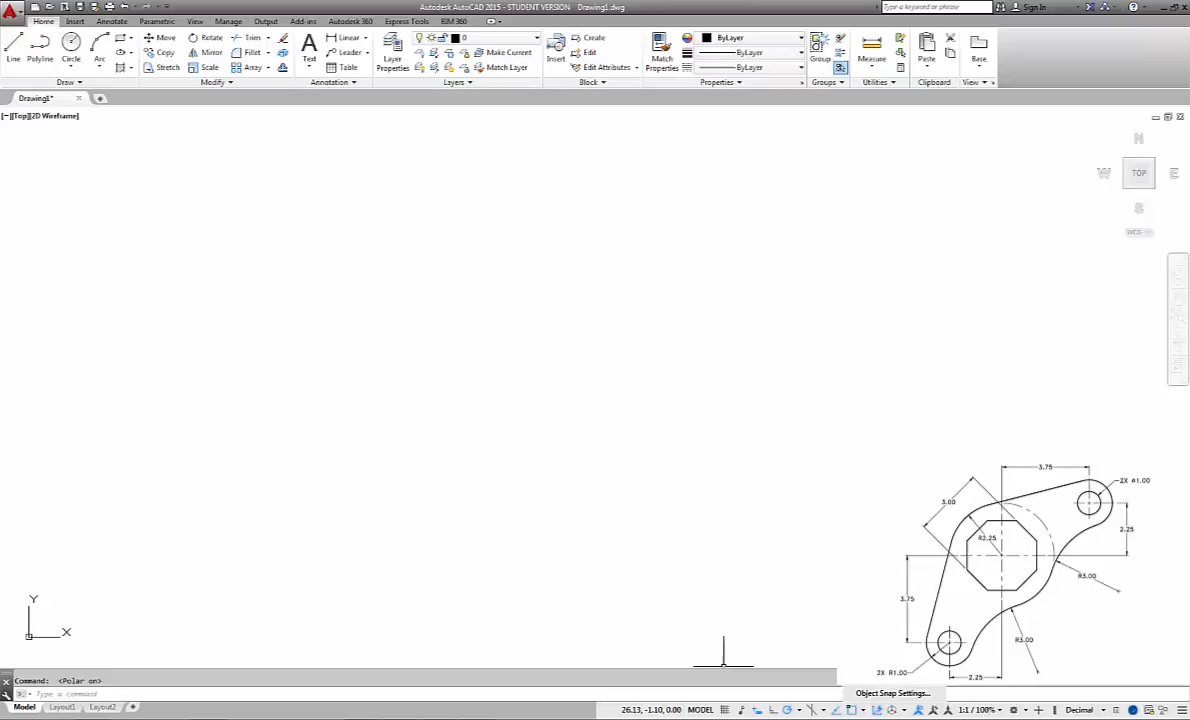 Autodesk AutoCAD 2015 - STUDENT VERSION Drawing1.dwg
Type a keyword or phrase
Sign In
Home Insert Annotate Parametric View Manage Output Add-ins Autodesk 360 Express Tools BIM 360
Line Polyline Circle Arc
Move Rotate Trim
Copy Mirror Fillet
Stretch Scale Array
Text
Linear
Leader
Table
Layer Properties
0
Make Current
Match Layer
Insert
Create
Edit
Edit Attributes
Match Properties
ByLayer
ByLayer
ByLayer
Group
Measure
Paste
Base
Draw Modify Annotation Layers Block Properties Groups Utilities Clipboard View
Drawing1*
[−][Top][2D Wireframe]
N
W TOP E
S
WCS
3.75
2X ø1.00
3.00
2.25
R2.25
R3.00
3.75
R3.00
2X R1.00
2.25
Y
X
Command: <Polar on>
Type a command
Object Snap Settings...
Model Layout1 Layout2
26.13, -1.10, 0.00 MODEL
1:1 / 100%
Decimal